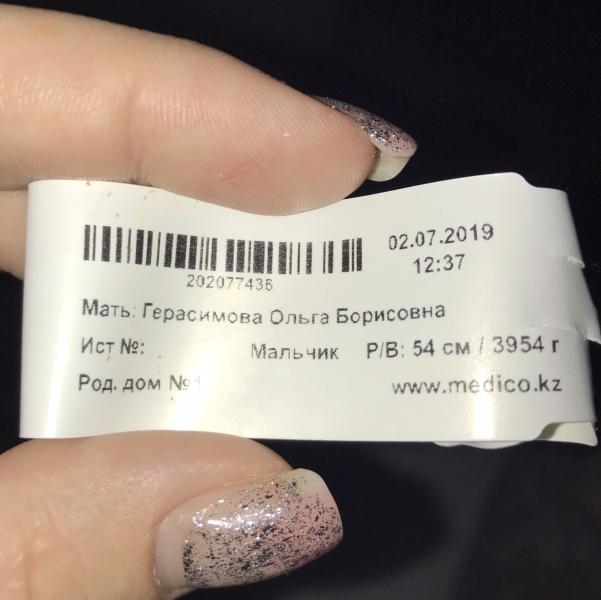 02.07.2019
12:37
202077436
Мать: Герасимова Ольга Борисовна
Ист №: Мальчик Р/В: 54 см / 3954 г
Род. дом №1 www.medico.kz